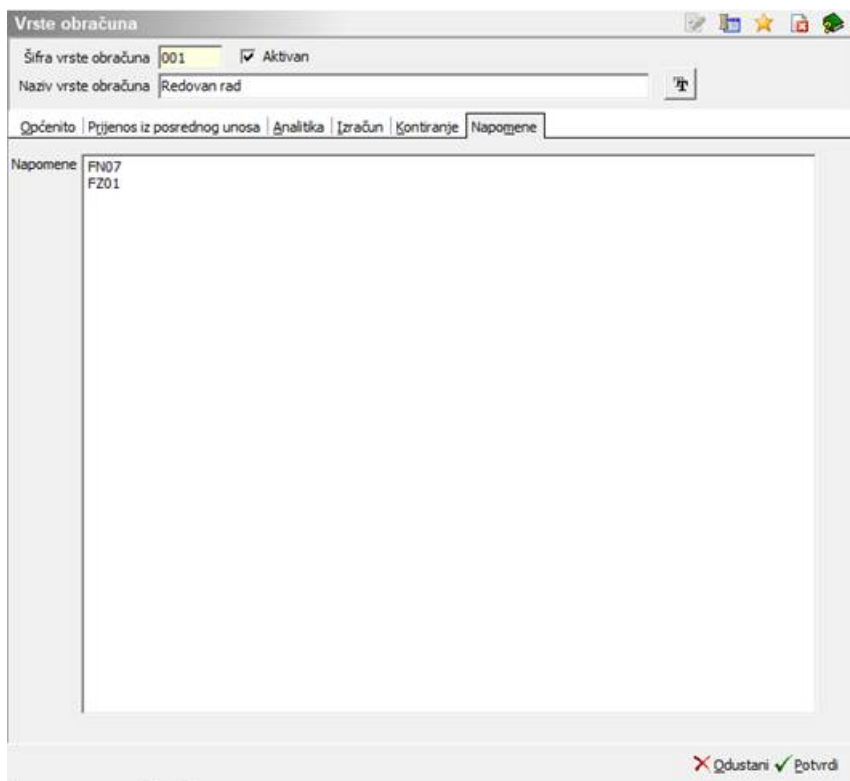 Vrste obračuna
Šifra vrste obračuna 001 Aktivan
Naziv vrste obračuna Redovan rad
Općenito Prijenos iz posrednog unosa Analitika Izračun Kontiranje Napomene
Napomene FN07
FZ01
Odustani Potvrdi